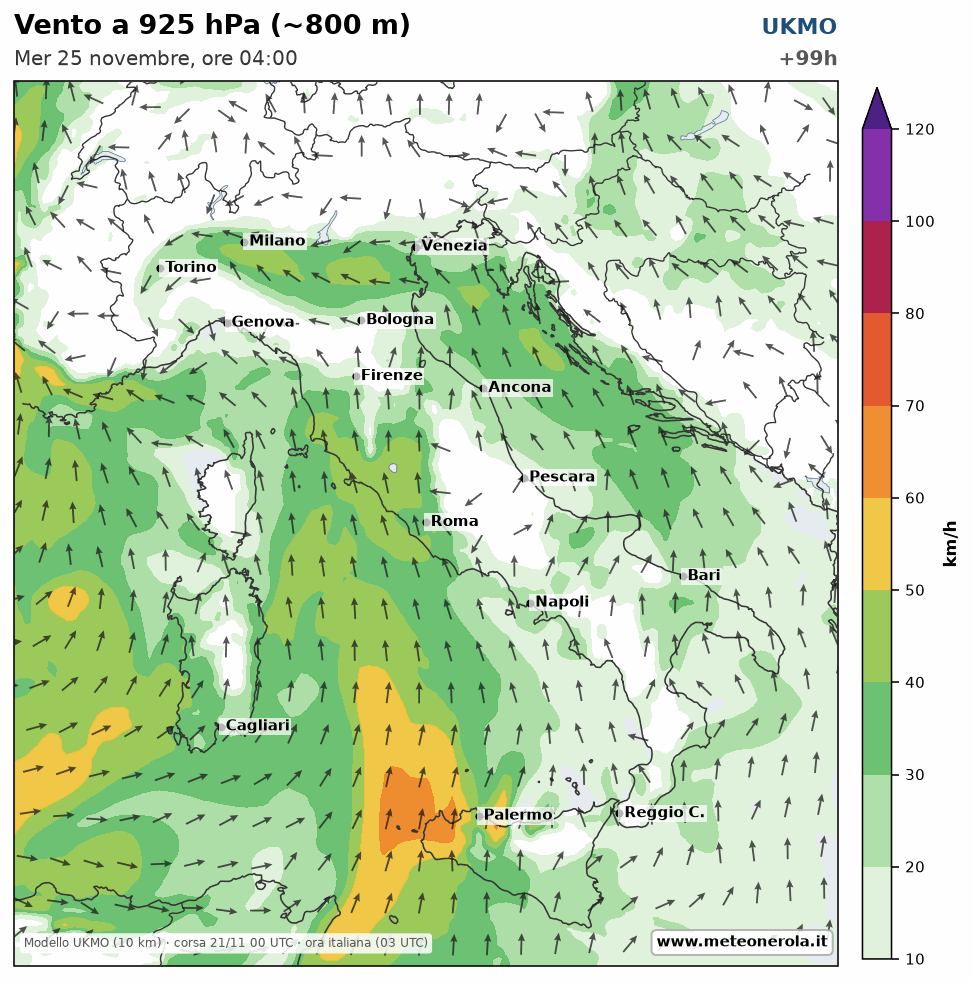 Vento a 925 hPa (~800 m)
UKMO
Mer 25 novembre, ore 04:00
+99h
Milano
Venezia
Torino
Genova
Bologna
Firenze
Ancona
Pescara
Roma
Bari
Napoli
Cagliari
Palermo
Reggio C.
120
100
80
70
60
50
40
30
20
10
km/h
Modello UKMO (10 km) · corsa 21/11 00 UTC · ora italiana (03 UTC)
www.meteonerola.it